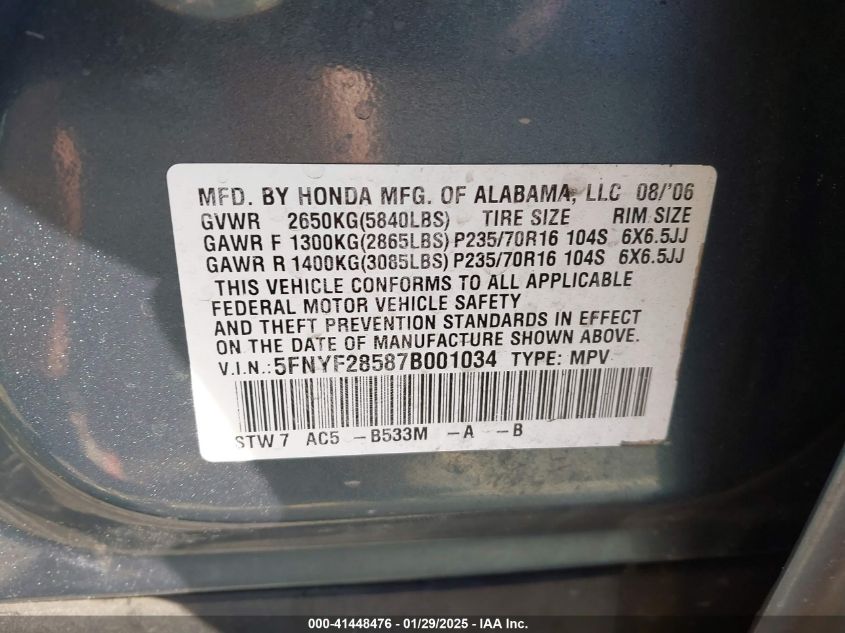 MFD. BY HONDA MFG. OF ALABAMA, LLC 08/'06
GVWR 2650KG(5840LBS) TIRE SIZE RIM SIZE
GAWR F 1300KG(2865LBS) P235/70R16 104S 6X6.5JJ
GAWR R 1400KG(3085LBS) P235/70R16 104S 6X6.5JJ
THIS VEHICLE CONFORMS TO ALL APPLICABLE
FEDERAL MOTOR VEHICLE SAFETY
AND THEFT PREVENTION STANDARDS IN EFFECT
ON THE DATE OF MANUFACTURE SHOWN ABOVE.
V.I.N.:5FNYF28587B001034 TYPE: MPV
STW7 AC5 -B533M -A -B
000-41448476 - 01/29/2025 - IAA Inc.